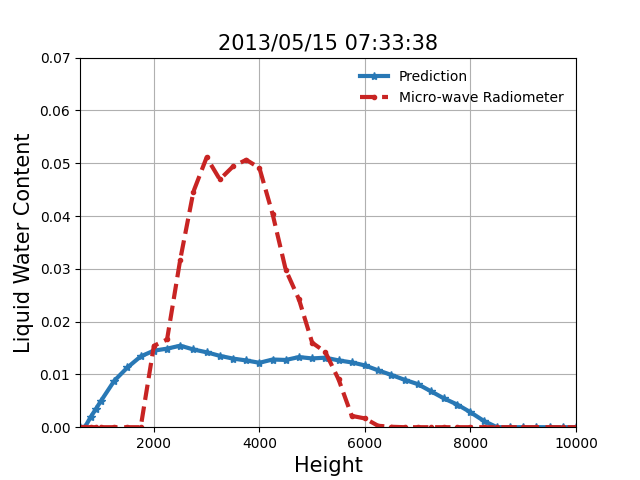 2013/05/15 07:33:38
0.07
0.06
0.05
0.04
0.03
0.02
0.01
0.00
Liquid Water Content
Prediction
Micro-wave Radiometer
2000 4000 6000 8000 10000
Height